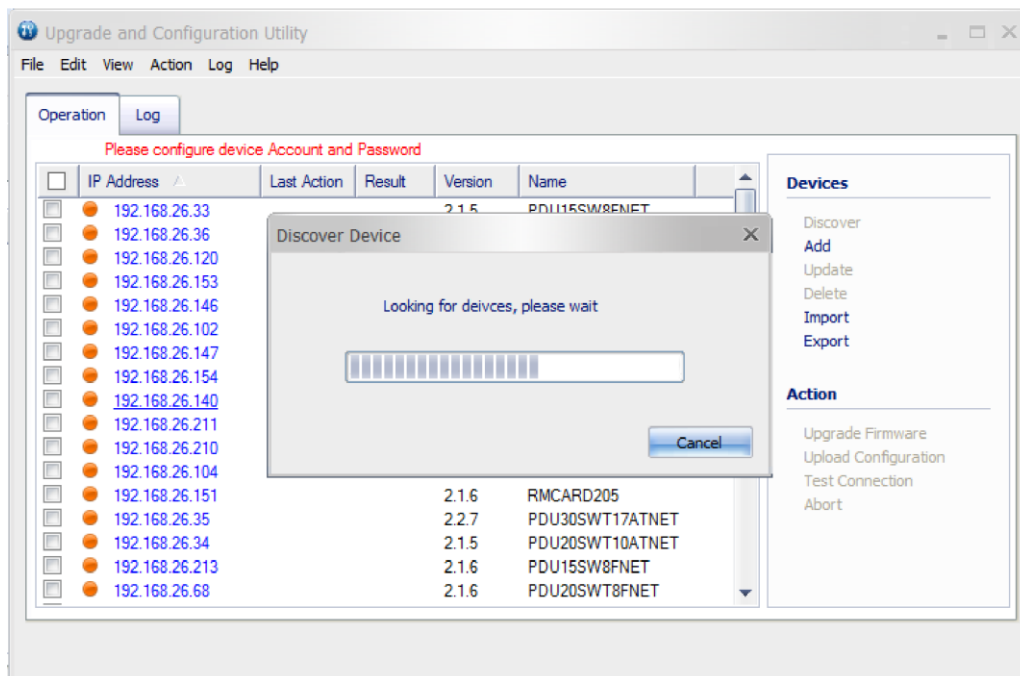 Upgrade and Configuration Utility
File Edit View Action Log Help
Operation Log
Please configure device Account and Password
IP Address Last Action Result Version Name
192.168.26.33 2.1.5 PDU15SW8FNET
192.168.26.36
192.168.26.120
192.168.26.153
192.168.26.146
192.168.26.102
192.168.26.147
192.168.26.154
192.168.26.140
192.168.26.211
192.168.26.210
192.168.26.104
192.168.26.151 2.1.6 RMCARD205
192.168.26.35 2.2.7 PDU30SWT17ATNET
192.168.26.34 2.1.5 PDU20SWT10ATNET
192.168.26.213 2.1.6 PDU15SW8FNET
192.168.26.68 2.1.6 PDU20SWT8FNET
Discover Device
Looking for deivces, please wait
Cancel
Devices
Discover
Add
Update
Delete
Import
Export
Action
Upgrade Firmware
Upload Configuration
Test Connection
Abort